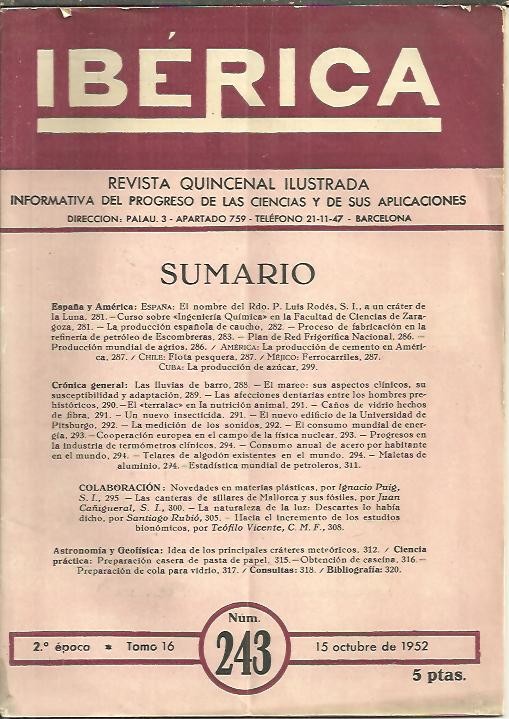 IBÉRICA
REVISTA QUINCENAL ILUSTRADA
INFORMATIVA DEL PROGRESO DE LAS CIENCIAS Y DE SUS APLICACIONES
DIRECCION: PALAU. 3 - APARTADO 759 - TELÉFONO 21-11-47 - BARCELONA
SUMARIO
España y América: ESPAÑA: El nombre del Rdo. P. Luis Rodés, S. I., a un cráter de
la Luna, 281. — Curso sobre «Ingeniería Química» en la Facultad de Ciencias de Zara-
goza, 281. — La producción española de caucho, 282. — Proceso de fabricación en la
refinería de petróleo de Escombreras, 283. — Plan de Red Frigorífica Nacional, 286. —
Producción mundial de agrios, 286. / AMÉRICA: La producción de cemento en Améri-
ca, 287. / CHILE: Flota pesquera, 287. / MÉJICO: Ferrocarriles, 287.
CUBA: La producción de azúcar, 299.
Crónica general: Las lluvias de barro, 288. — El mareo: sus aspectos clínicos, su
susceptibilidad y adaptación, 289. — Las afecciones dentarias entre los hombres pre-
históricos, 290. — El «terralac» en la nutrición animal, 291. — Caños de vidrio hechos
de fibra, 291. — Un nuevo insecticida, 291. — El nuevo edificio de la Universidad de
Pitsburgo, 292. — La medición de los sonidos, 292. — El consumo mundial de ener-
gía, 293. — Cooperación europea en el campo de la física nuclear, 293. — Progresos en
la industria de termómetros clínicos, 294. — Consumo anual de acero por habitante
en el mundo, 294. — Telares de algodón existentes en el mundo, 294. — Maletas de
aluminio, 294. — Estadística mundial de petroleros, 311.
COLABORACIÓN: Novedades en materias plásticas, por Ignacio Puig,
S. I., 295 — Las canteras de sillares de Mallorca y sus fósiles, por Juan
Cañigueral, S. I., 300. — La naturaleza de la luz: Descartes lo había
dicho, por Santiago Rubió, 305. — Hacia el incremento de los estudios
bionómicos, por Teófilo Vicente, C. M. F., 308.
Astronomía y Geofísica: Idea de los principales cráteres meteóricos, 312. / Ciencia
práctica: Preparación casera de pasta de papel, 315. — Obtención de caseína, 316. —
Preparación de cola para vidrio, 317. / Consultas: 318. / Bibliografía: 320.
2.ª época * Tomo 16
Núm.
243
15 octubre de 1952
5 ptas.